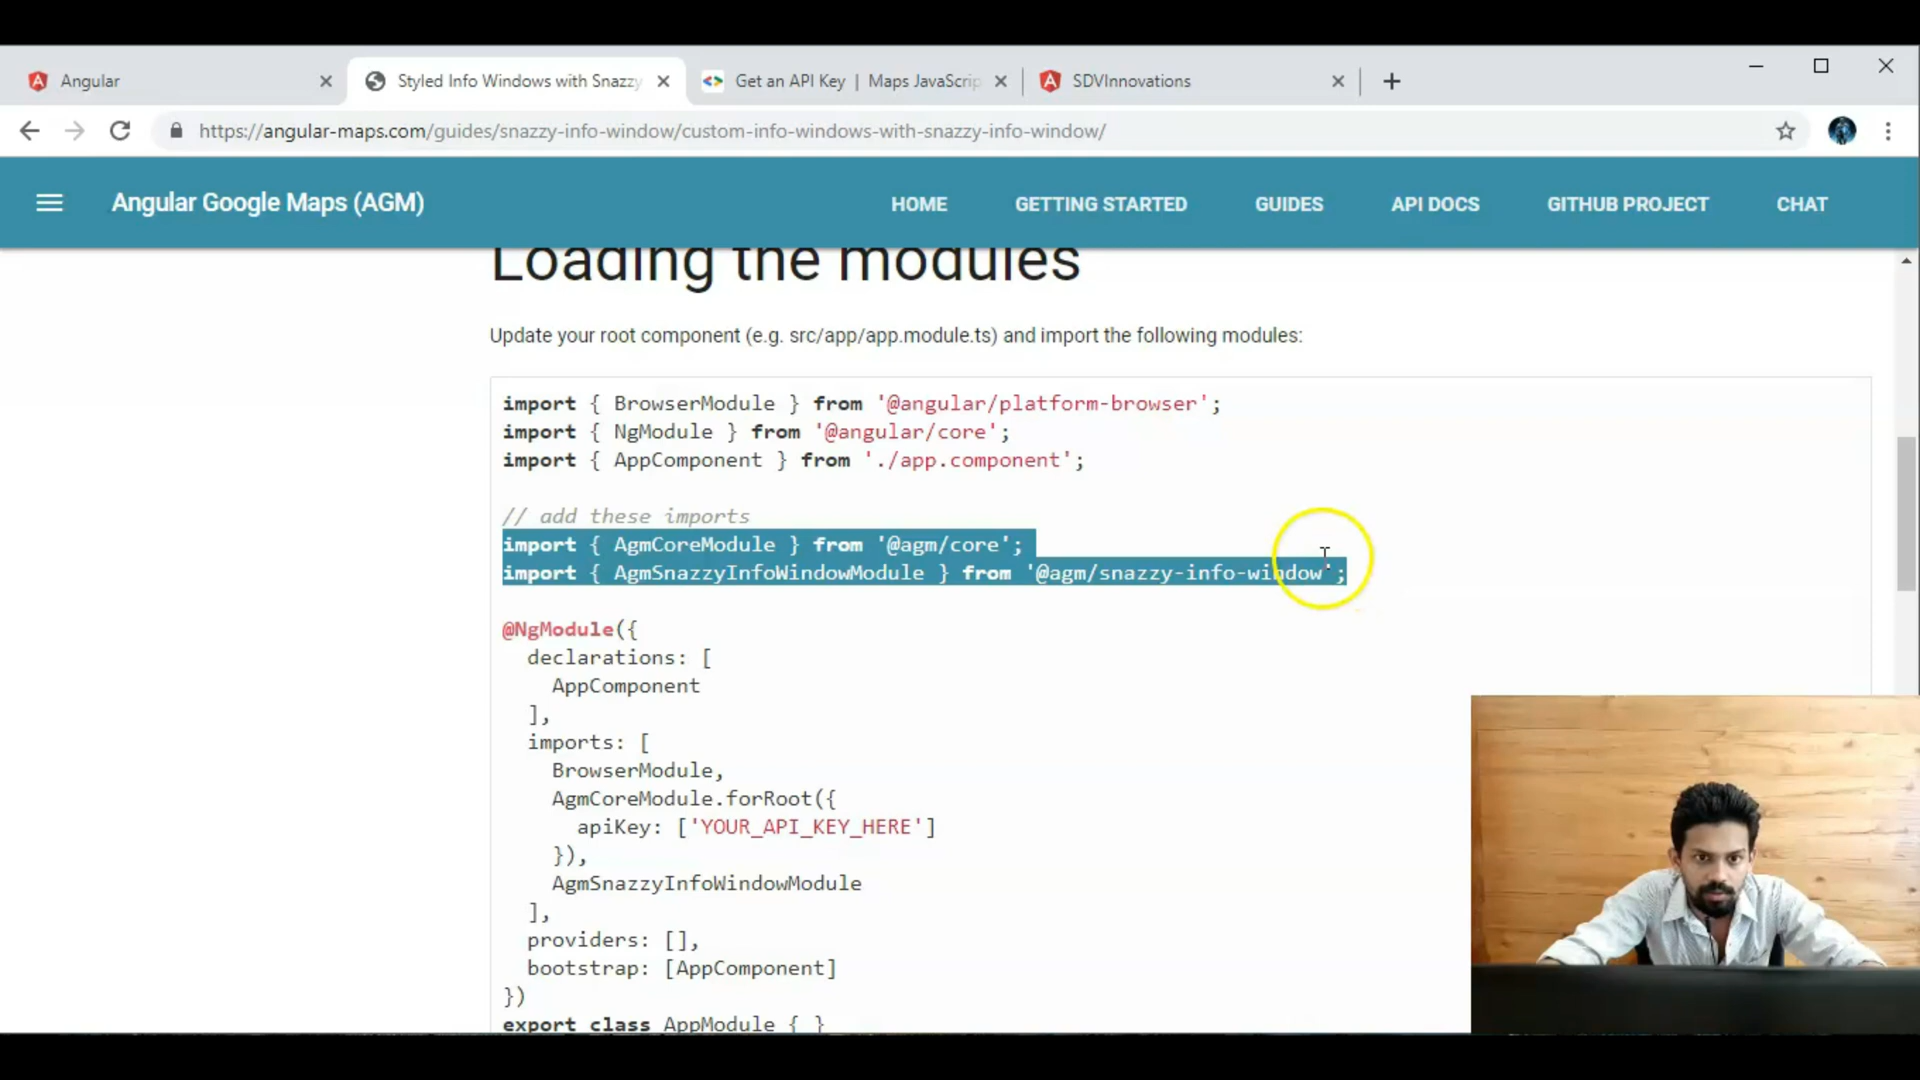 Angular
Styled Info Windows with Snazzy
Get an API Key | Maps JavaScrip
SDVInnovations
https://angular-maps.com/guides/snazzy-info-window/custom-info-windows-with-snazzy-info-window/
Angular Google Maps (AGM)
HOME
GETTING STARTED
GUIDES
API DOCS
GITHUB PROJECT
CHAT
Loading the modules
Update your root component (e.g. src/app/app.module.ts) and import the following modules:
import { BrowserModule } from '@angular/platform-browser';
import { NgModule } from '@angular/core';
import { AppComponent } from './app.component';
// add these imports
import { AgmCoreModule } from '@agm/core';
import { AgmSnazzyInfoWindowModule } from '@agm/snazzy-info-window';
@NgModule({
declarations: [
AppComponent
],
imports: [
BrowserModule,
AgmCoreModule.forRoot({
apiKey: ['YOUR_API_KEY_HERE']
}),
AgmSnazzyInfoWindowModule
],
providers: [],
bootstrap: [AppComponent]
})
export class AppModule { }